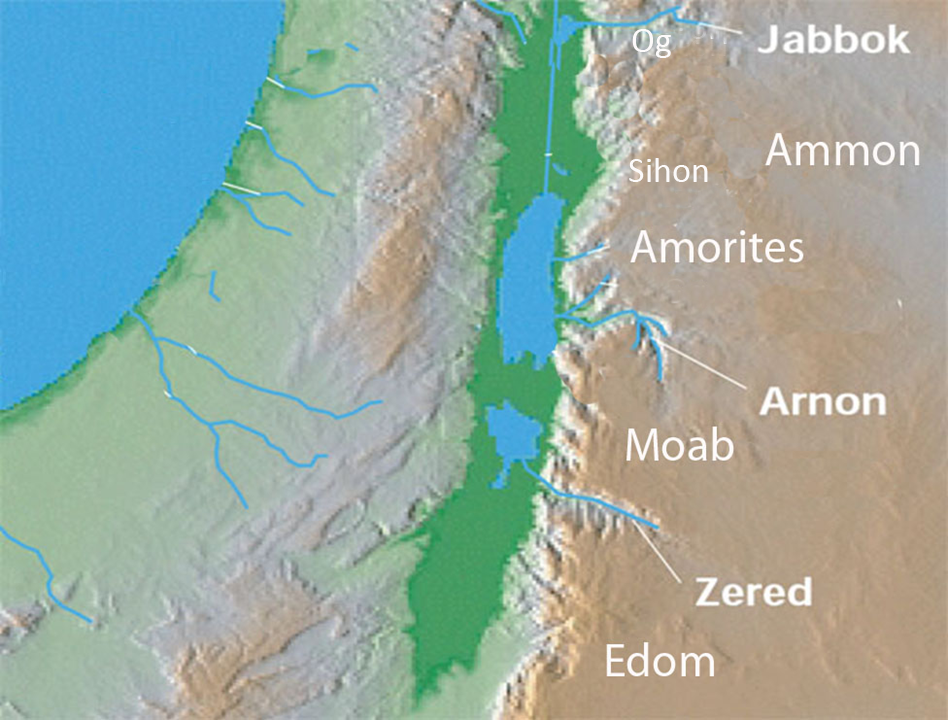 Jabbok
Og
Ammon
Sihon
Amorites
Arnon
Moab
Zered
Edom